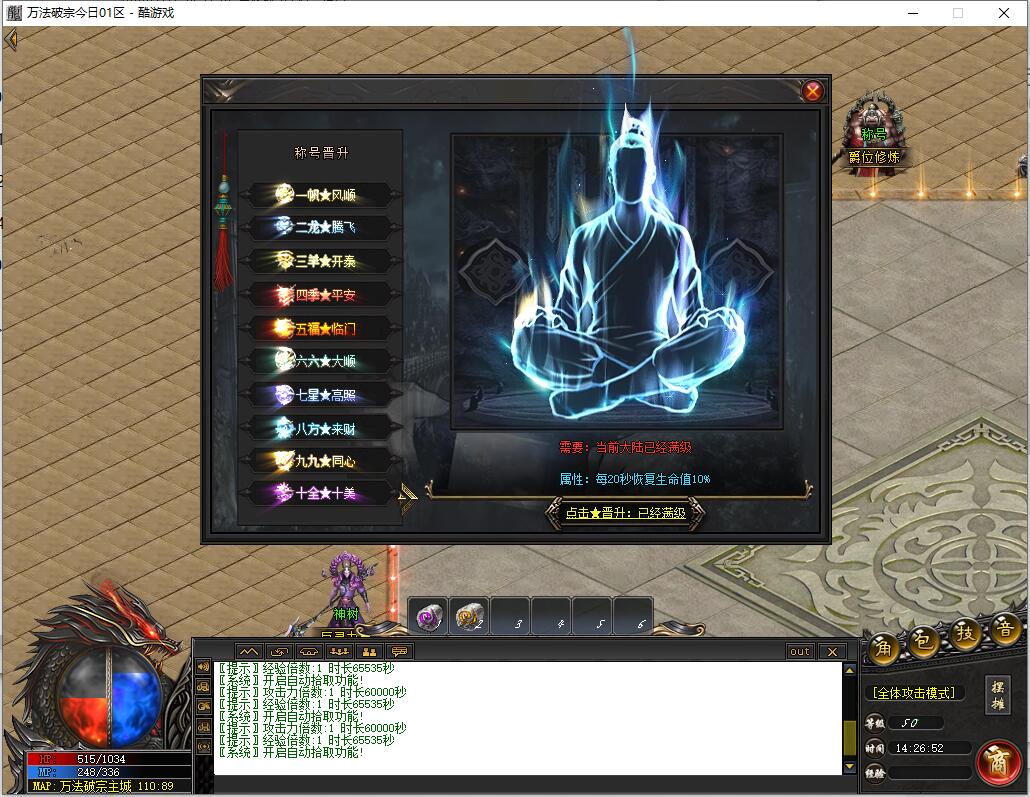 万法破宗今日01区 - 酷游戏
称号
爵位修炼
称号晋升
一帆★风顺
二龙★腾飞
三羊★开泰
四季★平安
五福★临门
六六★大顺
七星★高照
八方★来财
九九★同心
十全★十美
需要：当前大陆已经满级
属性：每20秒恢复生命值10%
点击★晋升：已经满级
神树
2
3
4
5
6
out
X
〖提示〗经验倍数:1 时长65535秒
〖系统〗开启自动拾取功能!
〖提示〗攻击力倍数:1 时长60000秒
〖提示〗经验倍数:1 时长65535秒
〖系统〗开启自动拾取功能!
〖提示〗攻击力倍数:1 时长60000秒
〖提示〗经验倍数:1 时长65535秒
〖系统〗开启自动拾取功能!
角
包
技
音
[全体攻击模式]
摆摊
等级 50
时间 14:26:52
经验
商
HP: 515/1034
MP: 248/336
MAP:万法破宗主城 110:89